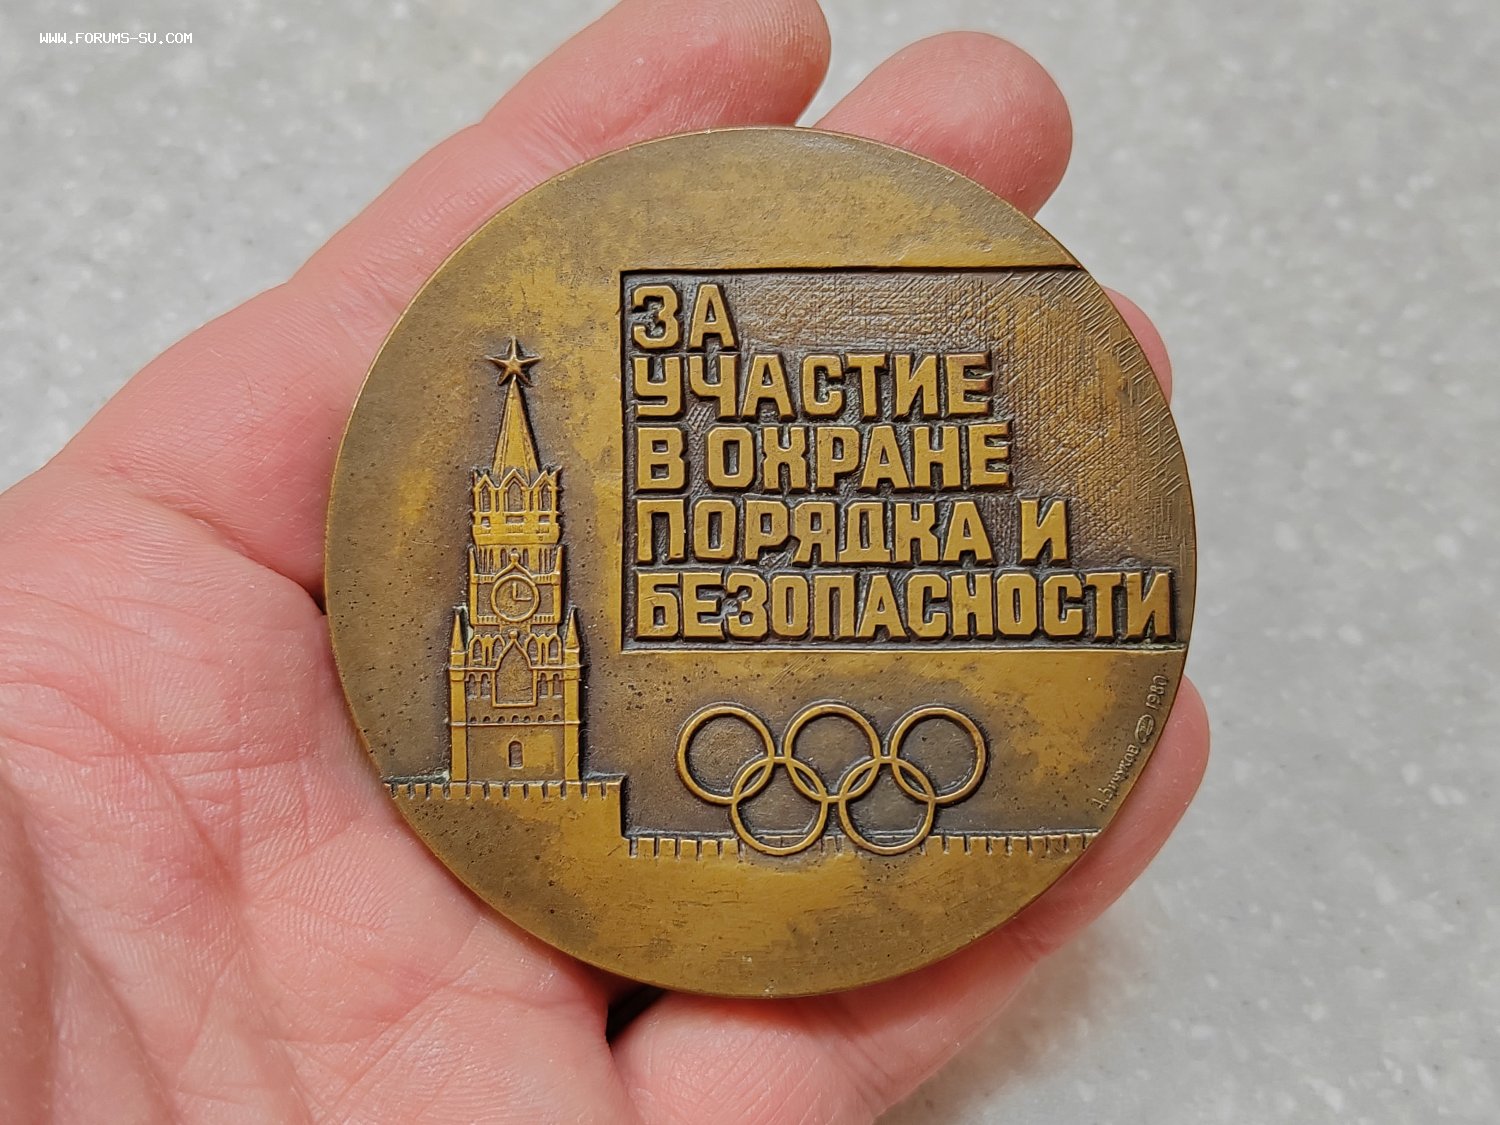 WWW.FORUMS-SU.COM
ЗА
УЧАСТИЕ
В ОХРАНЕ
ПОРЯДКА И
БЕЗОПАСНОСТИ
1980